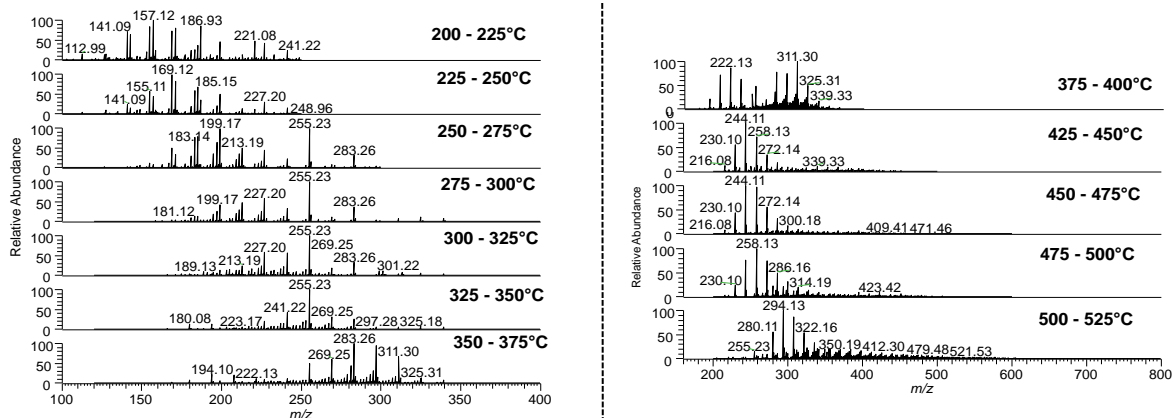 Relative Abundance
100
50
0
112.99 141.09 157.12 186.93 221.08 241.22
200 - 225°C
100
50
0
141.09 155.11 169.12 185.15 227.20 248.96
225 - 250°C
100
50
0
183.14 199.17 213.19 255.23 283.26
250 - 275°C
100
50
0
181.12 199.17 227.20 255.23 283.26
275 - 300°C
100
50
0
189.13 213.19 227.20 255.23 269.25 283.26 301.22
300 - 325°C
100
50
0
180.08 223.17 241.22 255.23 269.25 297.28 325.18
325 - 350°C
100
50
0
194.10 222.13 269.25 283.26 311.30 325.31
350 - 375°C
100 150 200 250 300 350 400
m/z
Relative Abundance
100
50
0
222.13 311.30 325.31 339.33
375 - 400°C
100
50
0
216.08 230.10 244.11 258.13 272.14 339.33
425 - 450°C
100
50
0
216.08 230.10 244.11 272.14 300.18 409.41 471.46
450 - 475°C
100
50
0
230.10 258.13 286.16 314.19 423.42
475 - 500°C
100
50
0
255.23 280.11 294.13 322.16 350.19 412.30 479.48 521.53
500 - 525°C
200 300 400 500 600 700 800
m/z